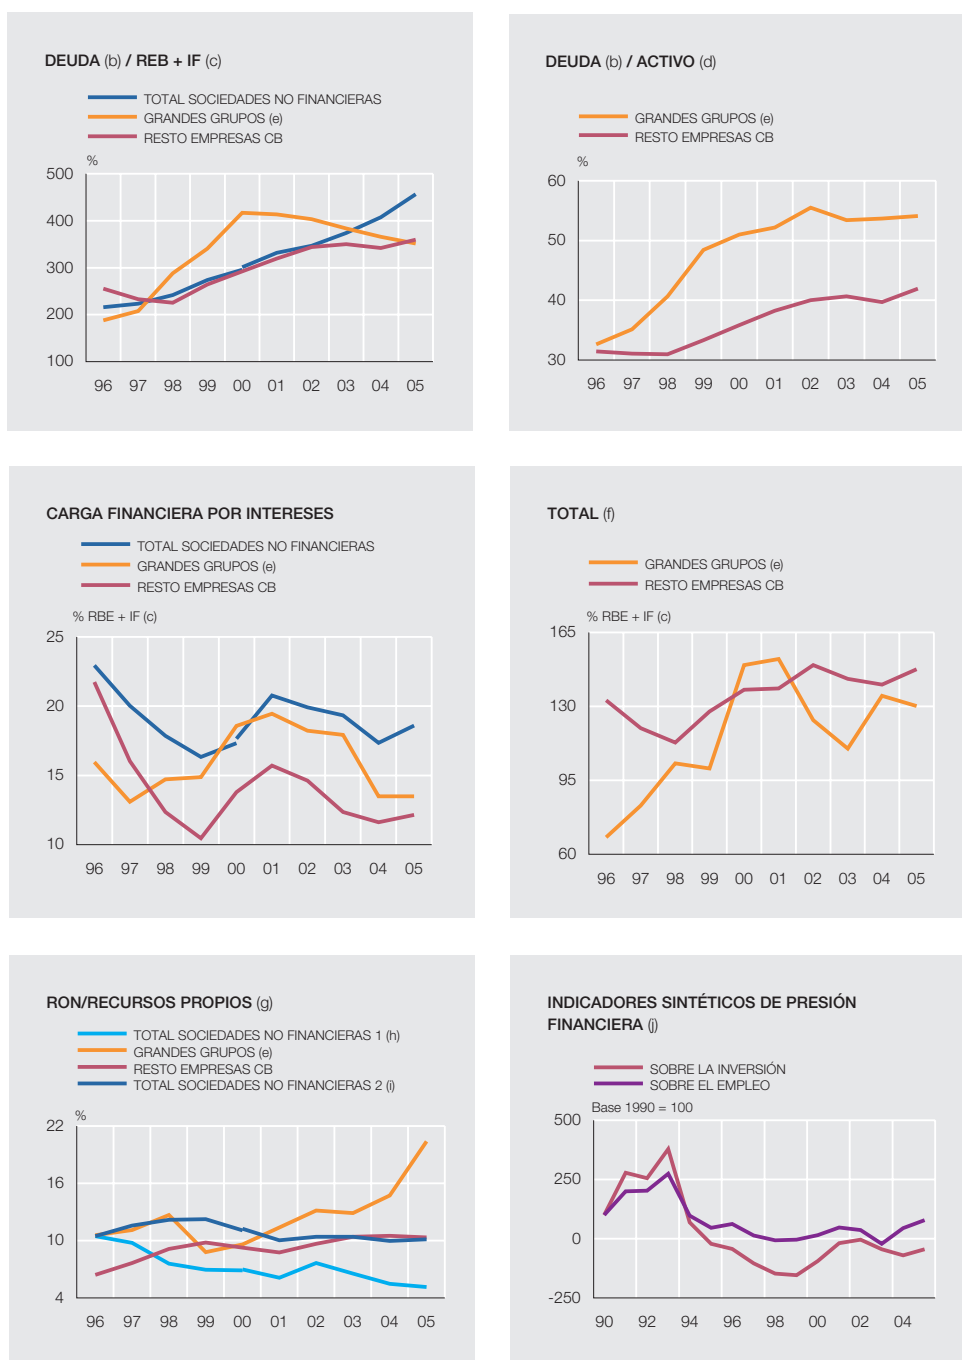 DEUDA (b) / REB + IF (c)
TOTAL SOCIEDADES NO FINANCIERAS
GRANDES GRUPOS (e)
RESTO EMPRESAS CB
%
500
400
300
200
100
96 97 98 99 00 01 02 03 04 05
DEUDA (b) / ACTIVO (d)
GRANDES GRUPOS (e)
RESTO EMPRESAS CB
%
60
50
40
30
96 97 98 99 00 01 02 03 04 05
CARGA FINANCIERA POR INTERESES
TOTAL SOCIEDADES NO FINANCIERAS
GRANDES GRUPOS (e)
RESTO EMPRESAS CB
% RBE + IF (c)
25
20
15
10
96 97 98 99 00 01 02 03 04 05
TOTAL (f)
GRANDES GRUPOS (e)
RESTO EMPRESAS CB
% RBE + IF (c)
165
130
95
60
96 97 98 99 00 01 02 03 04 05
RON/RECURSOS PROPIOS (g)
TOTAL SOCIEDADES NO FINANCIERAS 1 (h)
GRANDES GRUPOS (e)
RESTO EMPRESAS CB
TOTAL SOCIEDADES NO FINANCIERAS 2 (i)
%
22
16
10
4
96 97 98 99 00 01 02 03 04 05
INDICADORES SINTÉTICOS DE PRESIÓN
FINANCIERA (j)
SOBRE LA INVERSIÓN
SOBRE EL EMPLEO
Base 1990 = 100
500
250
0
-250
90 92 94 96 98 00 02 04